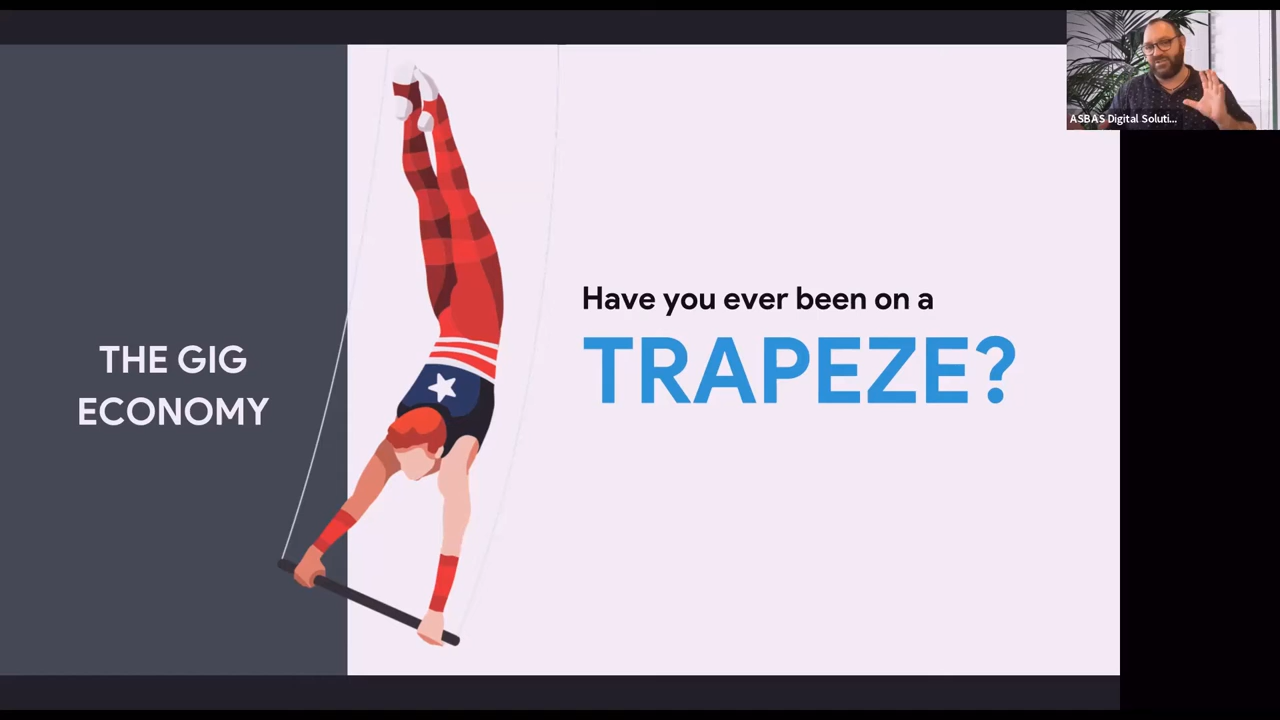 THE GIG
ECONOMY
Have you ever been on a
TRAPEZE?
ASBAS Digital Soluti...